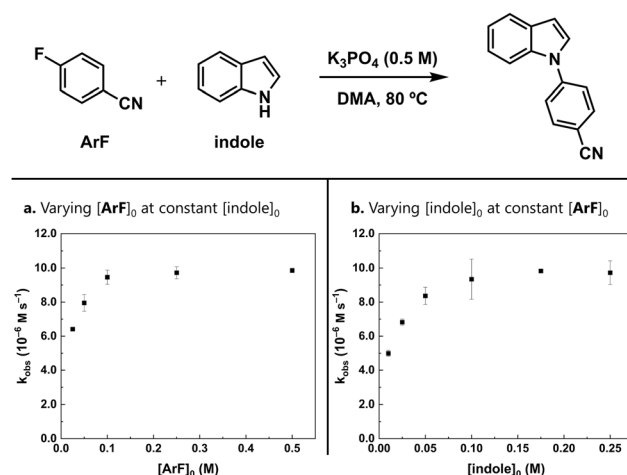 F
CN
ArF
+
N
H
indole
K₃PO₄ (0.5 M)
DMA, 80 ºC
N
CN
a. Varying [ArF]₀ at constant [indole]₀
12.0
10.0
8.0
6.0
4.0
2.0
0.0
k_obs (10⁻⁶ M s⁻¹)
0.0 0.1 0.2 0.3 0.4 0.5
[ArF]₀ (M)
b. Varying [indole]₀ at constant [ArF]₀
12.0
10.0
8.0
6.0
4.0
2.0
0.0
k_obs (10⁻⁶ M s⁻¹)
0.00 0.05 0.10 0.15 0.20 0.25
[indole]₀ (M)